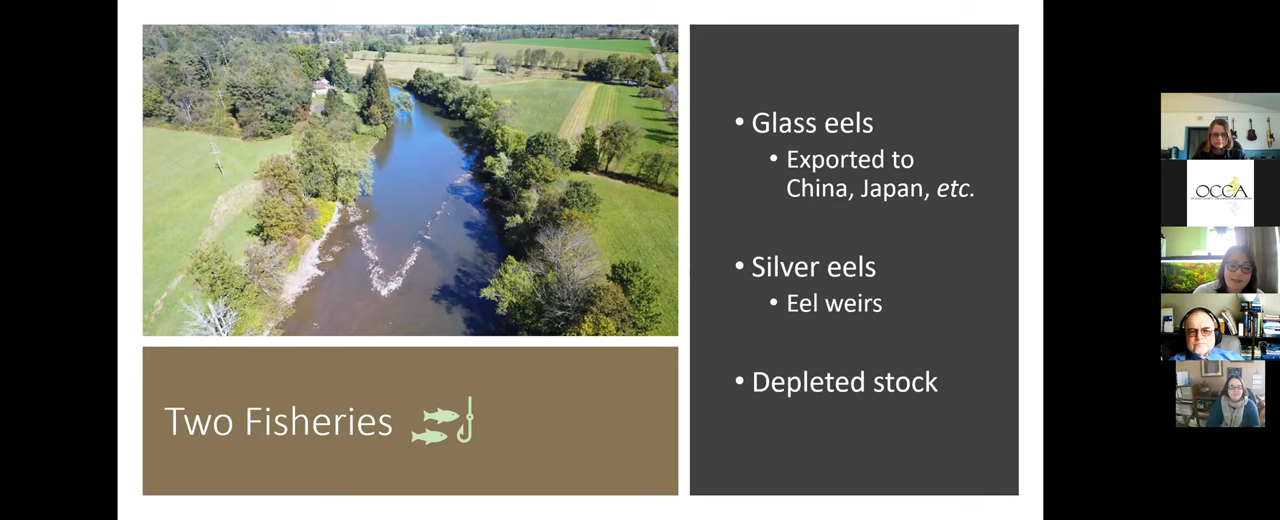 Two Fisheries
• Glass eels
• Exported to
China, Japan, etc.
• Silver eels
• Eel weirs
• Depleted stock
OCCA